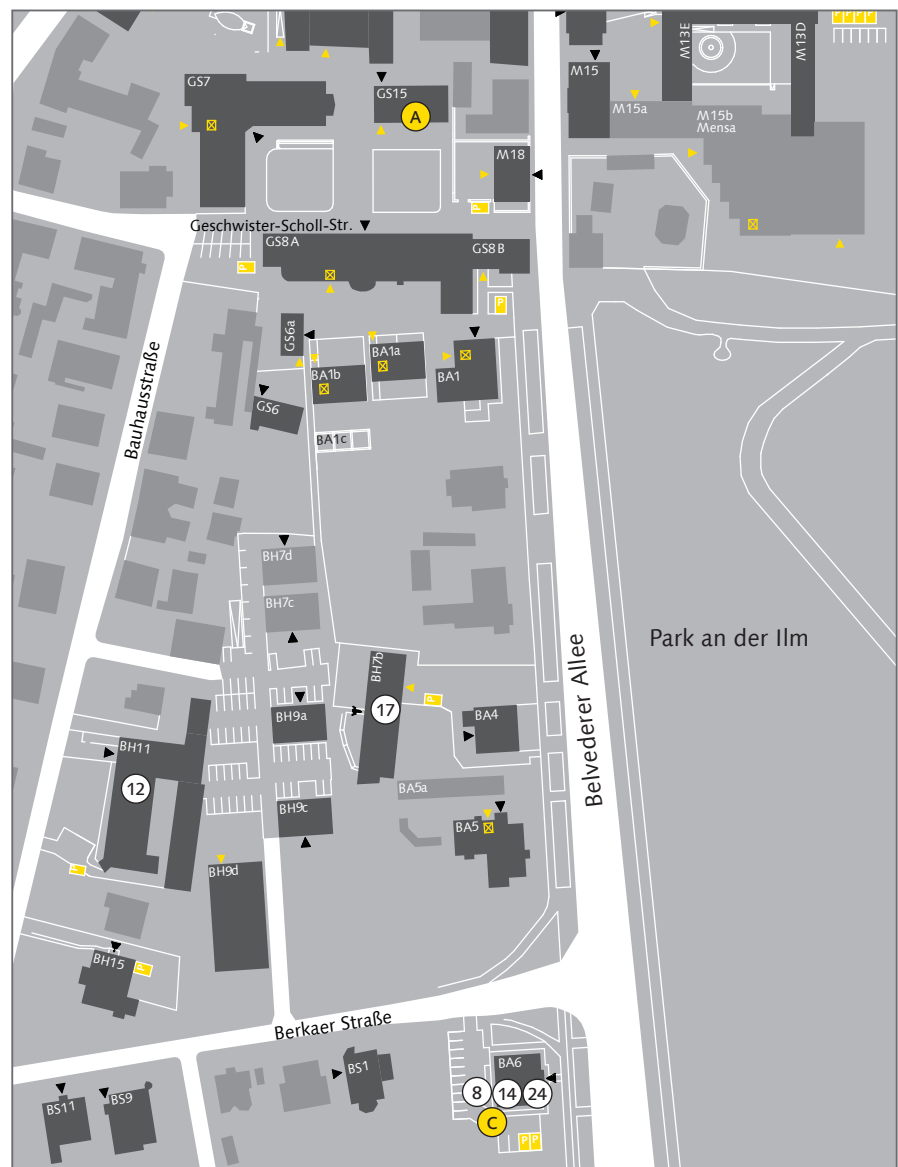 P P P P
M13E
M13D
GS7
GS15
A
M15
M15a
M15b
Mensa
M18
P
Geschwister-Scholl-Str.
GS8A
GS8B
P
P
GS6a
BA1b
BA1a
BA1
GS6
BA1c
Bauhausstraße
BH7d
BH7c
Park an der Ilm
Belvederer Allee
BH7b
P
17
BH9a
BA4
BH11
12
BA5a
BH9c
BA5
P
BH9d
BH15
P
Berkaer Straße
BS1
BA6
8
14
24
C
BS11
BS9
P P